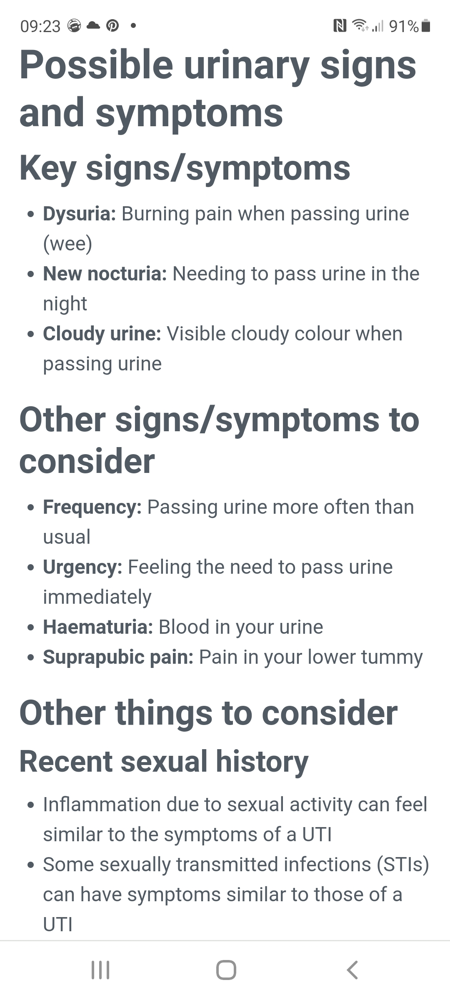 09:23
91%
Possible urinary signs
and symptoms
Key signs/symptoms
• Dysuria: Burning pain when passing urine
(wee)
• New nocturia: Needing to pass urine in the
night
• Cloudy urine: Visible cloudy colour when
passing urine
Other signs/symptoms to
consider
• Frequency: Passing urine more often than
usual
• Urgency: Feeling the need to pass urine
immediately
• Haematuria: Blood in your urine
• Suprapubic pain: Pain in your lower tummy
Other things to consider
Recent sexual history
• Inflammation due to sexual activity can feel
similar to the symptoms of a UTI
• Some sexually transmitted infections (STIs)
can have symptoms similar to those of a
UTI